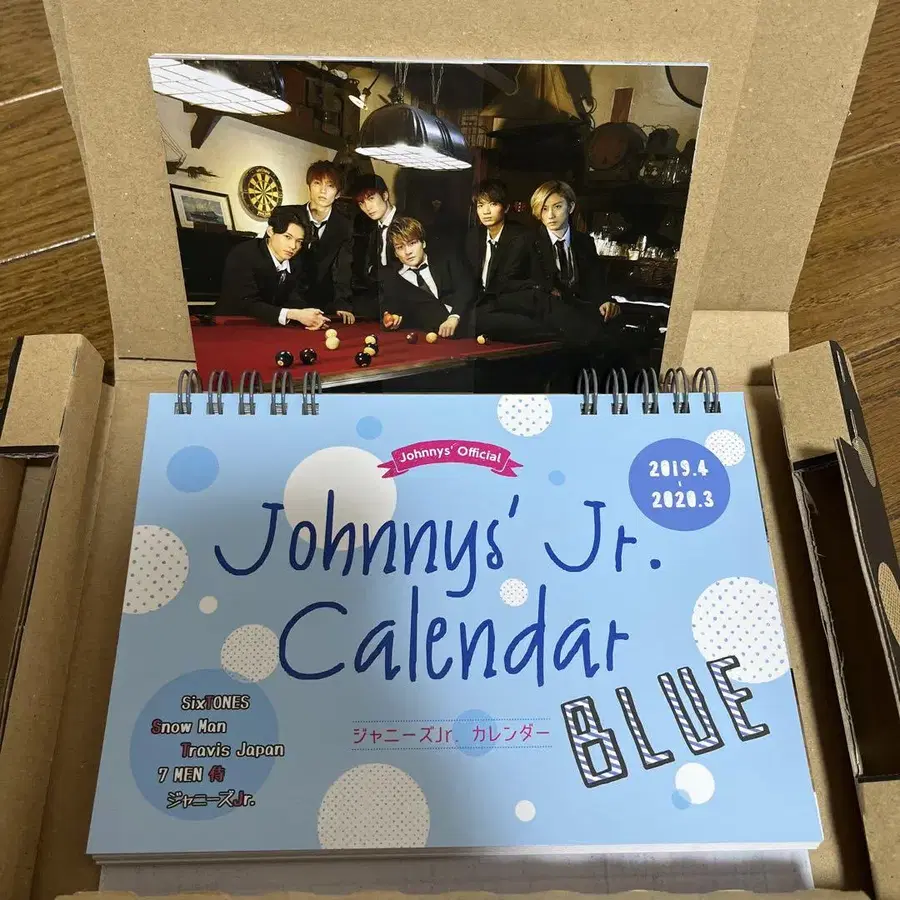 Johnnys' Official
2019.4
2020.3
Johnnys' Jr.
Calendar
BLUE
ジャニーズJr. カレンダー
SixTONES
Snow Man
Travis Japan
7 MEN 侍
ジャニーズJr.